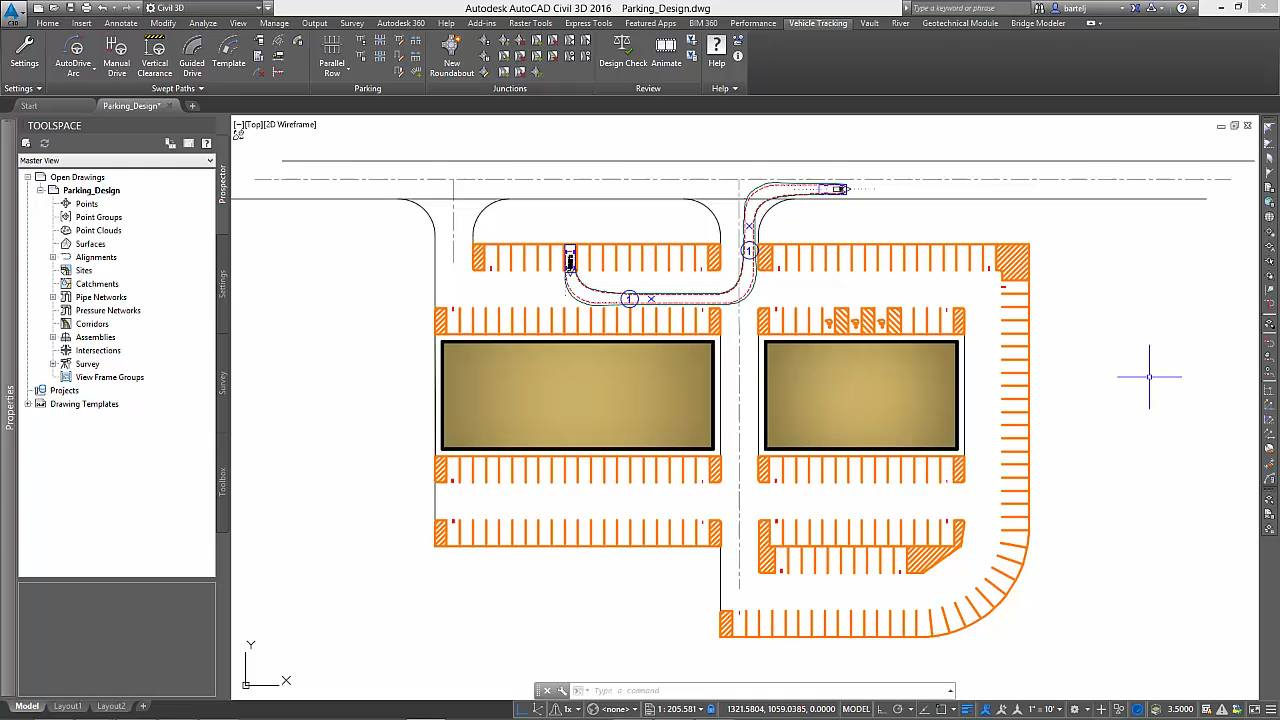 Civil 3D
Autodesk AutoCAD Civil 3D 2016 Parking_Design.dwg
Type a keyword or phrase
bartelj
Home Insert Annotate Modify Analyze View Manage Output Survey Autodesk 360 Help Add-ins Raster Tools Express Tools Featured Apps BIM 360 Performance Vehicle Tracking Vault River Geotechnical Module Bridge Modeler
Settings AutoDrive Arc Manual Drive Vertical Clearance Guided Drive Template Parallel Row New Roundabout Design Check Animate Help
Settings Swept Paths Parking Junctions Review Help
Start Parking_Design*
TOOLSPACE
[−][Top][2D Wireframe]
Master View
Open Drawings
Parking_Design
Points
Point Groups
Point Clouds
Surfaces
Alignments
Sites
Catchments
Pipe Networks
Pressure Networks
Corridors
Assemblies
Intersections
Survey
View Frame Groups
Projects
Drawing Templates
Prospector
Settings
Survey
Toolbox
Properties
1
1
Y
X
Type a command
Model Layout1 Layout2
1x <none> 1:205.581 1321.5804, 1059.0385, 0.0000 MODEL 1" = 10' 3.5000